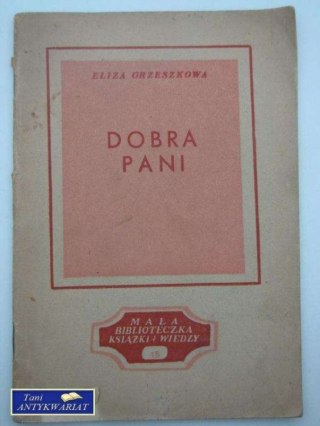 ELIZA ORZESZKOWA
DOBRA
PANI
MAŁA
BIBLIOTECZKA
KSIĄŻKI i WIEDZY
Tani
ANTYKWARIAT